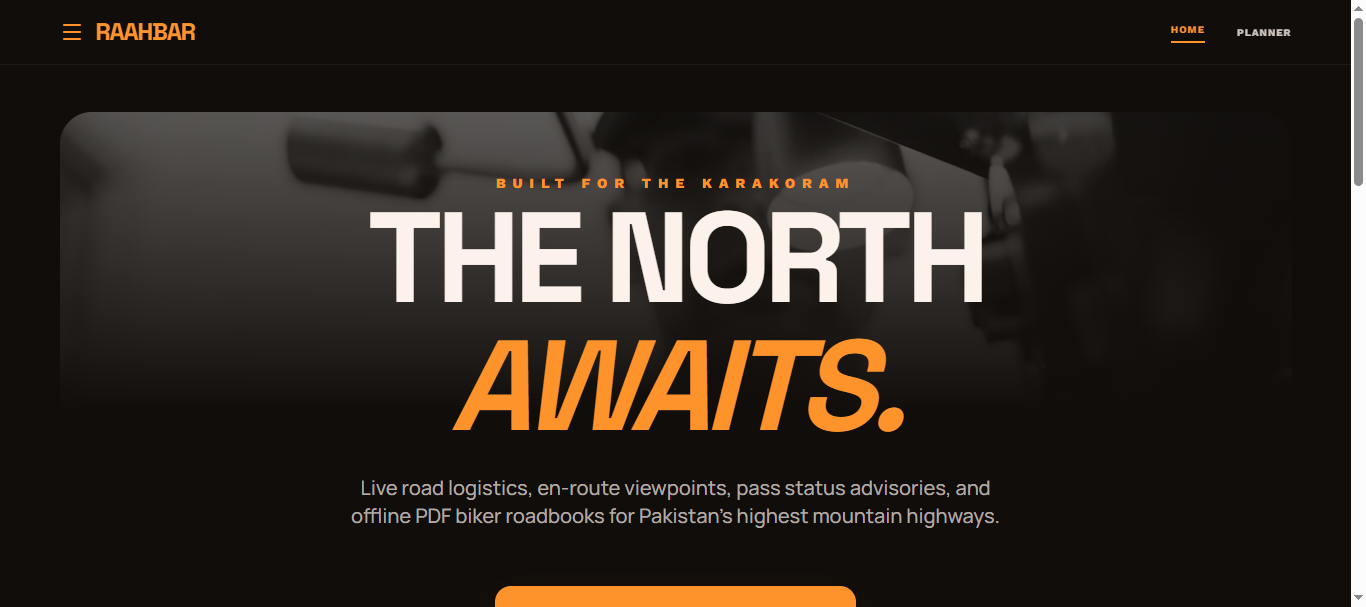 RAAHBAR
HOME
PLANNER
BUILT FOR THE KARAKORAM
THE NORTH
AWAITS.
Live road logistics, en-route viewpoints, pass status advisories, and
offline PDF biker roadbooks for Pakistan's highest mountain highways.